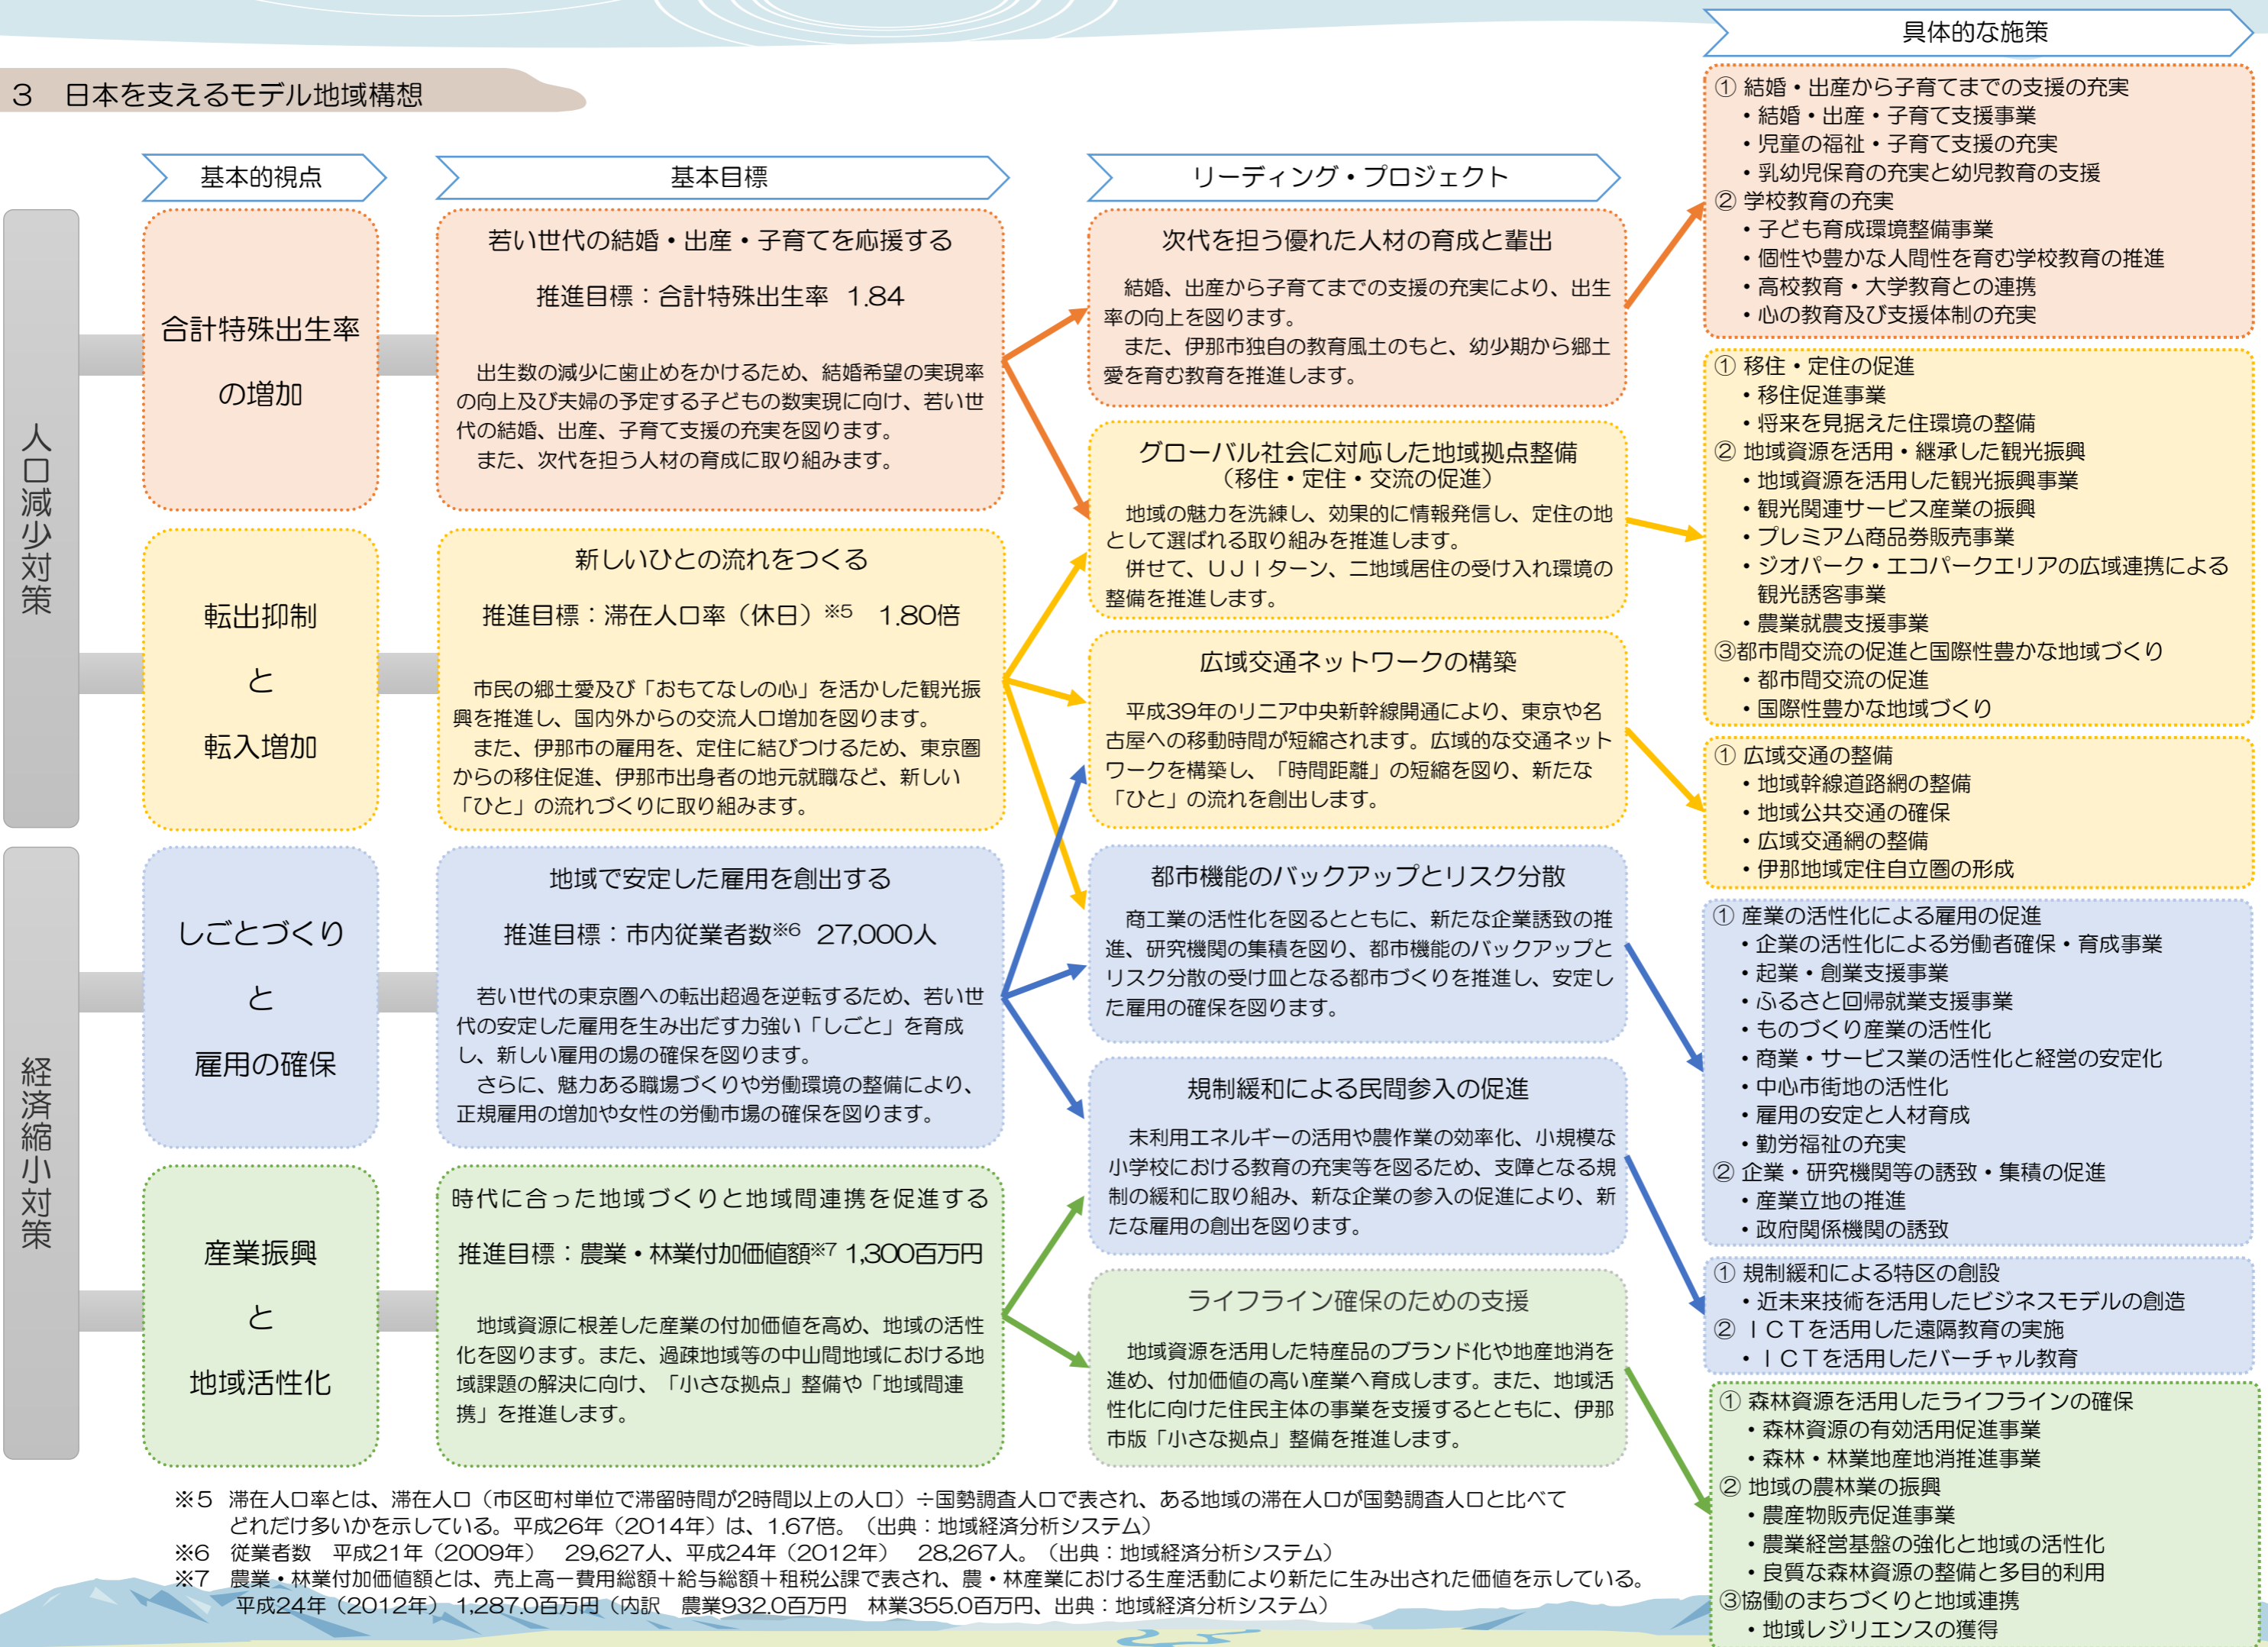 3 日本を支えるモデル地域構想
基本的視点
基本目標
リーディング・プロジェクト
具体的な施策
人口減少対策
経済縮小対策
合計特殊出生率
の増加
転出抑制
と
転入増加
しごとづくり
と
雇用の確保
産業振興
と
地域活性化
若い世代の結婚・出産・子育てを応援する
推進目標：合計特殊出生率 1.84
出生数の減少に歯止めをかけるため、結婚希望の実現率
の向上及び夫婦の予定する子どもの数実現に向け、若い世
代の結婚、出産、子育て支援の充実を図ります。
また、次代を担う人材の育成に取り組みます。
新しいひとの流れをつくる
推進目標：滞在人口率（休日）※5 1.80倍
市民の郷土愛及び「おもてなしの心」を活かした観光振
興を推進し、国内外からの交流人口増加を図ります。
また、伊那市の雇用を、定住に結びつけるため、東京圏
からの移住促進、伊那市出身者の地元就職など、新しい
「ひと」の流れづくりに取り組みます。
地域で安定した雇用を創出する
推進目標：市内従業者数※6 27,000人
若い世代の東京圏への転出超過を逆転するため、若い世
代の安定した雇用を生み出だす力強い「しごと」を育成
し、新しい雇用の場の確保を図ります。
さらに、魅力ある職場づくりや労働環境の整備により、
正規雇用の増加や女性の労働市場の確保を図ります。
時代に合った地域づくりと地域間連携を促進する
推進目標：農業・林業付加価値額※7 1,300百万円
地域資源に根差した産業の付加価値を高め、地域の活性
化を図ります。また、過疎地域等の中山間地域における地
域課題の解決に向け、「小さな拠点」整備や「地域間連
携」を推進します。
次代を担う優れた人材の育成と輩出
結婚、出産から子育てまでの支援の充実により、出生
率の向上を図ります。
また、伊那市独自の教育風土のもと、幼少期から郷土
愛を育む教育を推進します。
グローバル社会に対応した地域拠点整備
（移住・定住・交流の促進）
地域の魅力を洗練し、効果的に情報発信し、定住の地
として選ばれる取り組みを推進します。
併せて、ＵＪＩターン、二地域居住の受け入れ環境の
整備を推進します。
広域交通ネットワークの構築
平成39年のリニア中央新幹線開通により、東京や名
古屋への移動時間が短縮されます。広域的な交通ネット
ワークを構築し、「時間距離」の短縮を図り、新たな
「ひと」の流れを創出します。
都市機能のバックアップとリスク分散
商工業の活性化を図るとともに、新たな企業誘致の推
進、研究機関の集積を図り、都市機能のバックアップと
リスク分散の受け皿となる都市づくりを推進し、安定し
た雇用の確保を図ります。
規制緩和による民間参入の促進
未利用エネルギーの活用や農作業の効率化、小規模な
小学校における教育の充実等を図るため、支障となる規
制の緩和に取り組み、新な企業の参入の促進により、新
たな雇用の創出を図ります。
ライフライン確保のための支援
地域資源を活用した特産品のブランド化や地産地消を
進め、付加価値の高い産業へ育成します。また、地域活
性化に向けた住民主体の事業を支援するとともに、伊那
市版「小さな拠点」整備を推進します。
① 結婚・出産から子育てまでの支援の充実
・結婚・出産・子育て支援事業
・児童の福祉・子育て支援の充実
・乳幼児保育の充実と幼児教育の支援
② 学校教育の充実
・子ども育成環境整備事業
・個性や豊かな人間性を育む学校教育の推進
・高校教育・大学教育との連携
・心の教育及び支援体制の充実
① 移住・定住の促進
・移住促進事業
・将来を見据えた住環境の整備
② 地域資源を活用・継承した観光振興
・地域資源を活用した観光振興事業
・観光関連サービス産業の振興
・プレミアム商品券販売事業
・ジオパーク・エコパークエリアの広域連携による
観光誘客事業
・農業就農支援事業
③都市間交流の促進と国際性豊かな地域づくり
・都市間交流の促進
・国際性豊かな地域づくり
① 広域交通の整備
・地域幹線道路網の整備
・地域公共交通の確保
・広域交通網の整備
・伊那地域定住自立圏の形成
① 産業の活性化による雇用の促進
・企業の活性化による労働者確保・育成事業
・起業・創業支援事業
・ふるさと回帰就業支援事業
・ものづくり産業の活性化
・商業・サービス業の活性化と経営の安定化
・中心市街地の活性化
・雇用の安定と人材育成
・勤労福祉の充実
② 企業・研究機関等の誘致・集積の促進
・産業立地の推進
・政府関係機関の誘致
① 規制緩和による特区の創設
・近未来技術を活用したビジネスモデルの創造
② ＩＣＴを活用した遠隔教育の実施
・ＩＣＴを活用したバーチャル教育
① 森林資源を活用したライフラインの確保
・森林資源の有効活用促進事業
・森林・林業地産地消推進事業
② 地域の農林業の振興
・農産物販売促進事業
・農業経営基盤の強化と地域の活性化
・良質な森林資源の整備と多目的利用
③協働のまちづくりと地域連携
・地域レジリエンスの獲得
※５ 滞在人口率とは、滞在人口（市区町村単位で滞留時間が2時間以上の人口）÷国勢調査人口で表され、ある地域の滞在人口が国勢調査人口と比べて
どれだけ多いかを示している。平成26年（2014年）は、1.67倍。（出典：地域経済分析システム）
※6 従業者数 平成21年（2009年） 29,627人、平成24年（2012年） 28,267人。（出典：地域経済分析システム）
※7 農業・林業付加価値額とは、売上高ー費用総額＋給与総額＋租税公課で表され、農・林産業における生産活動により新たに生み出された価値を示している。
平成24年（2012年） 1,287.0百万円（内訳 農業932.0百万円 林業355.0百万円、出典：地域経済分析システム）